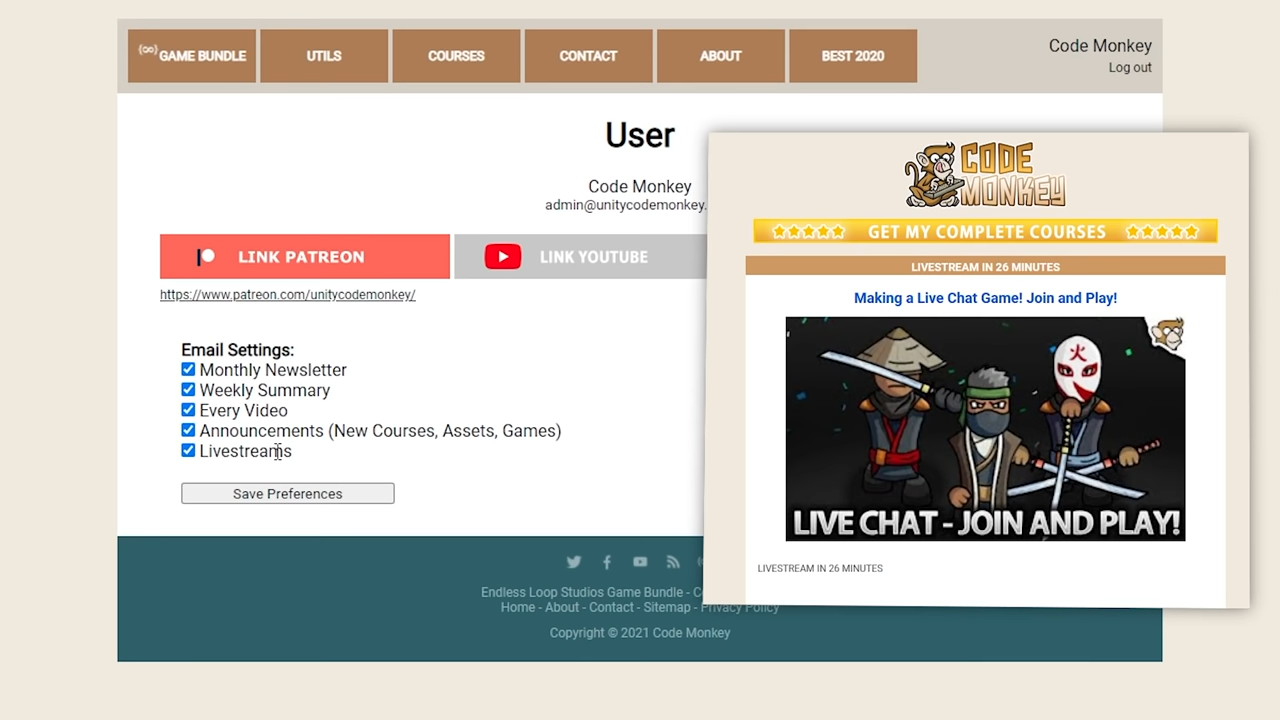 (∞) GAME BUNDLE
UTILS
COURSES
CONTACT
ABOUT
BEST 2020
Code Monkey
Log out
User
Code Monkey
admin@unitycodemonkey.
LINK PATREON
LINK YOUTUBE
https://www.patreon.com/unitycodemonkey/
Email Settings:
Monthly Newsletter
Weekly Summary
Every Video
Announcements (New Courses, Assets, Games)
Livestreams
Save Preferences
Endless Loop Studios Game Bundle -
Home - About - Contact - Sitemap - Privacy Policy
Copyright © 2021 Code Monkey
CODE
MONKEY
GET MY COMPLETE COURSES
LIVESTREAM IN 26 MINUTES
Making a Live Chat Game! Join and Play!
火
LIVE CHAT - JOIN AND PLAY!
LIVESTREAM IN 26 MINUTES